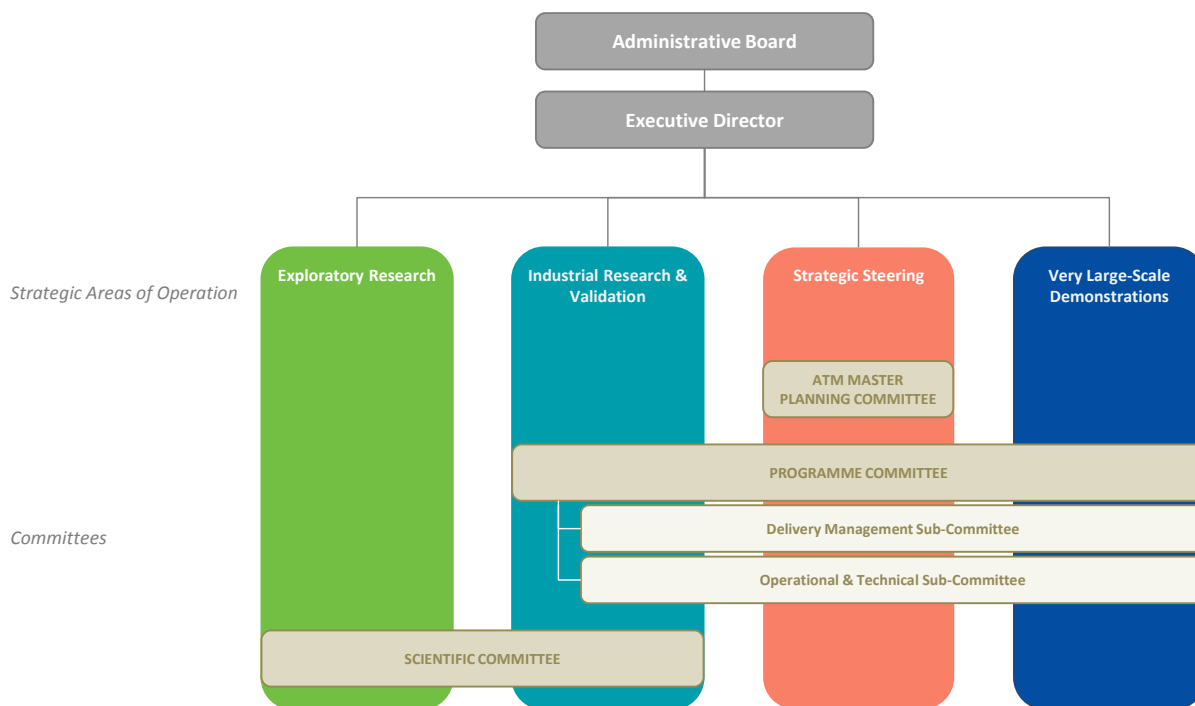 Administrative Board
Executive Director
Strategic Areas of Operation
Exploratory Research
Industrial Research &
Validation
Strategic Steering
Very Large-Scale
Demonstrations
ATM MASTER
PLANNING COMMITTEE
Committees
PROGRAMME COMMITTEE
Delivery Management Sub-Committee
Operational & Technical Sub-Committee
SCIENTIFIC COMMITTEE